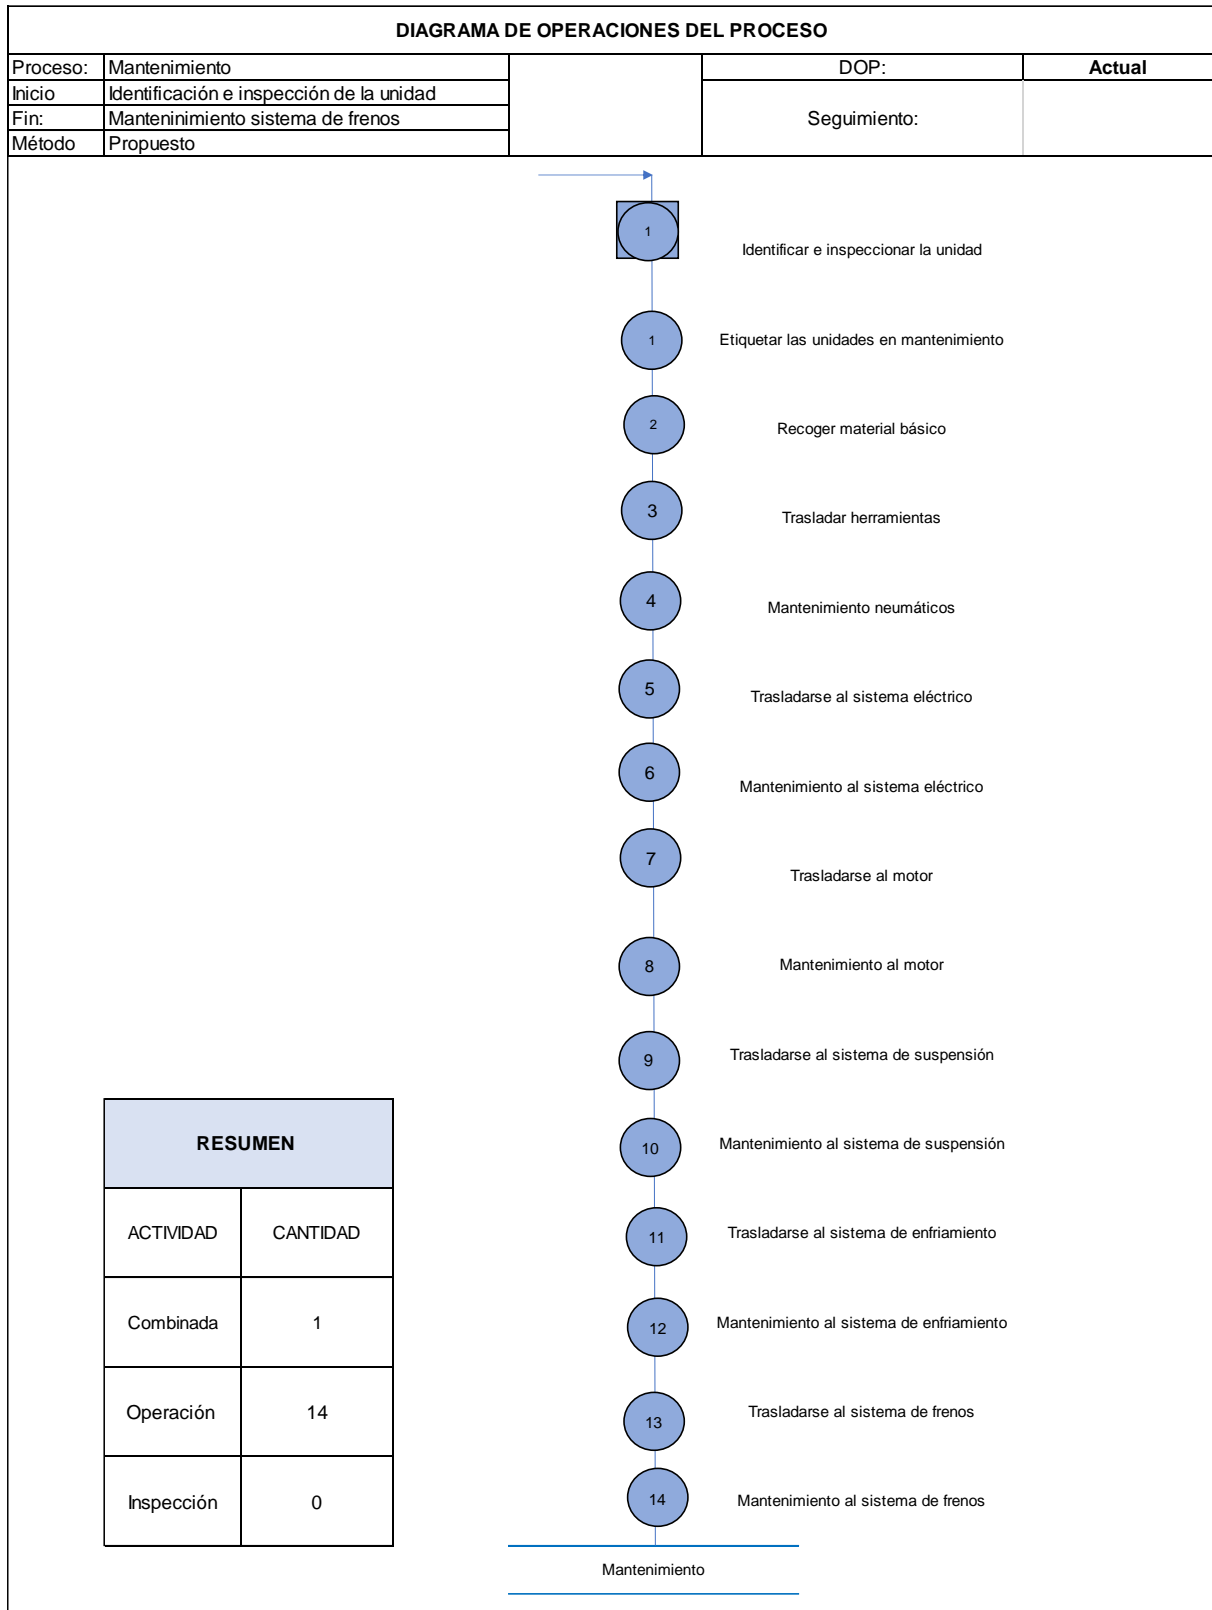 DIAGRAMA DE OPERACIONES DEL PROCESO
Proceso: Mantenimiento DOP: Actual
Inicio Identificación e inspección de la unidad
Fin: Manteninimiento sistema de frenos Seguimiento:
Método Propuesto
1 Identificar e inspeccionar la unidad
1 Etiquetar las unidades en mantenimiento
2 Recoger material básico
3 Trasladar herramientas
4 Mantenimiento neumáticos
5 Trasladarse al sistema eléctrico
6 Mantenimiento al sistema eléctrico
7 Trasladarse al motor
8 Mantenimiento al motor
9 Trasladarse al sistema de suspensión
10 Mantenimiento al sistema de suspensión
11 Trasladarse al sistema de enfriamiento
12 Mantenimiento al sistema de enfriamiento
13 Trasladarse al sistema de frenos
14 Mantenimiento al sistema de frenos
Mantenimiento
RESUMEN
ACTIVIDAD CANTIDAD
Combinada 1
Operación 14
Inspección 0